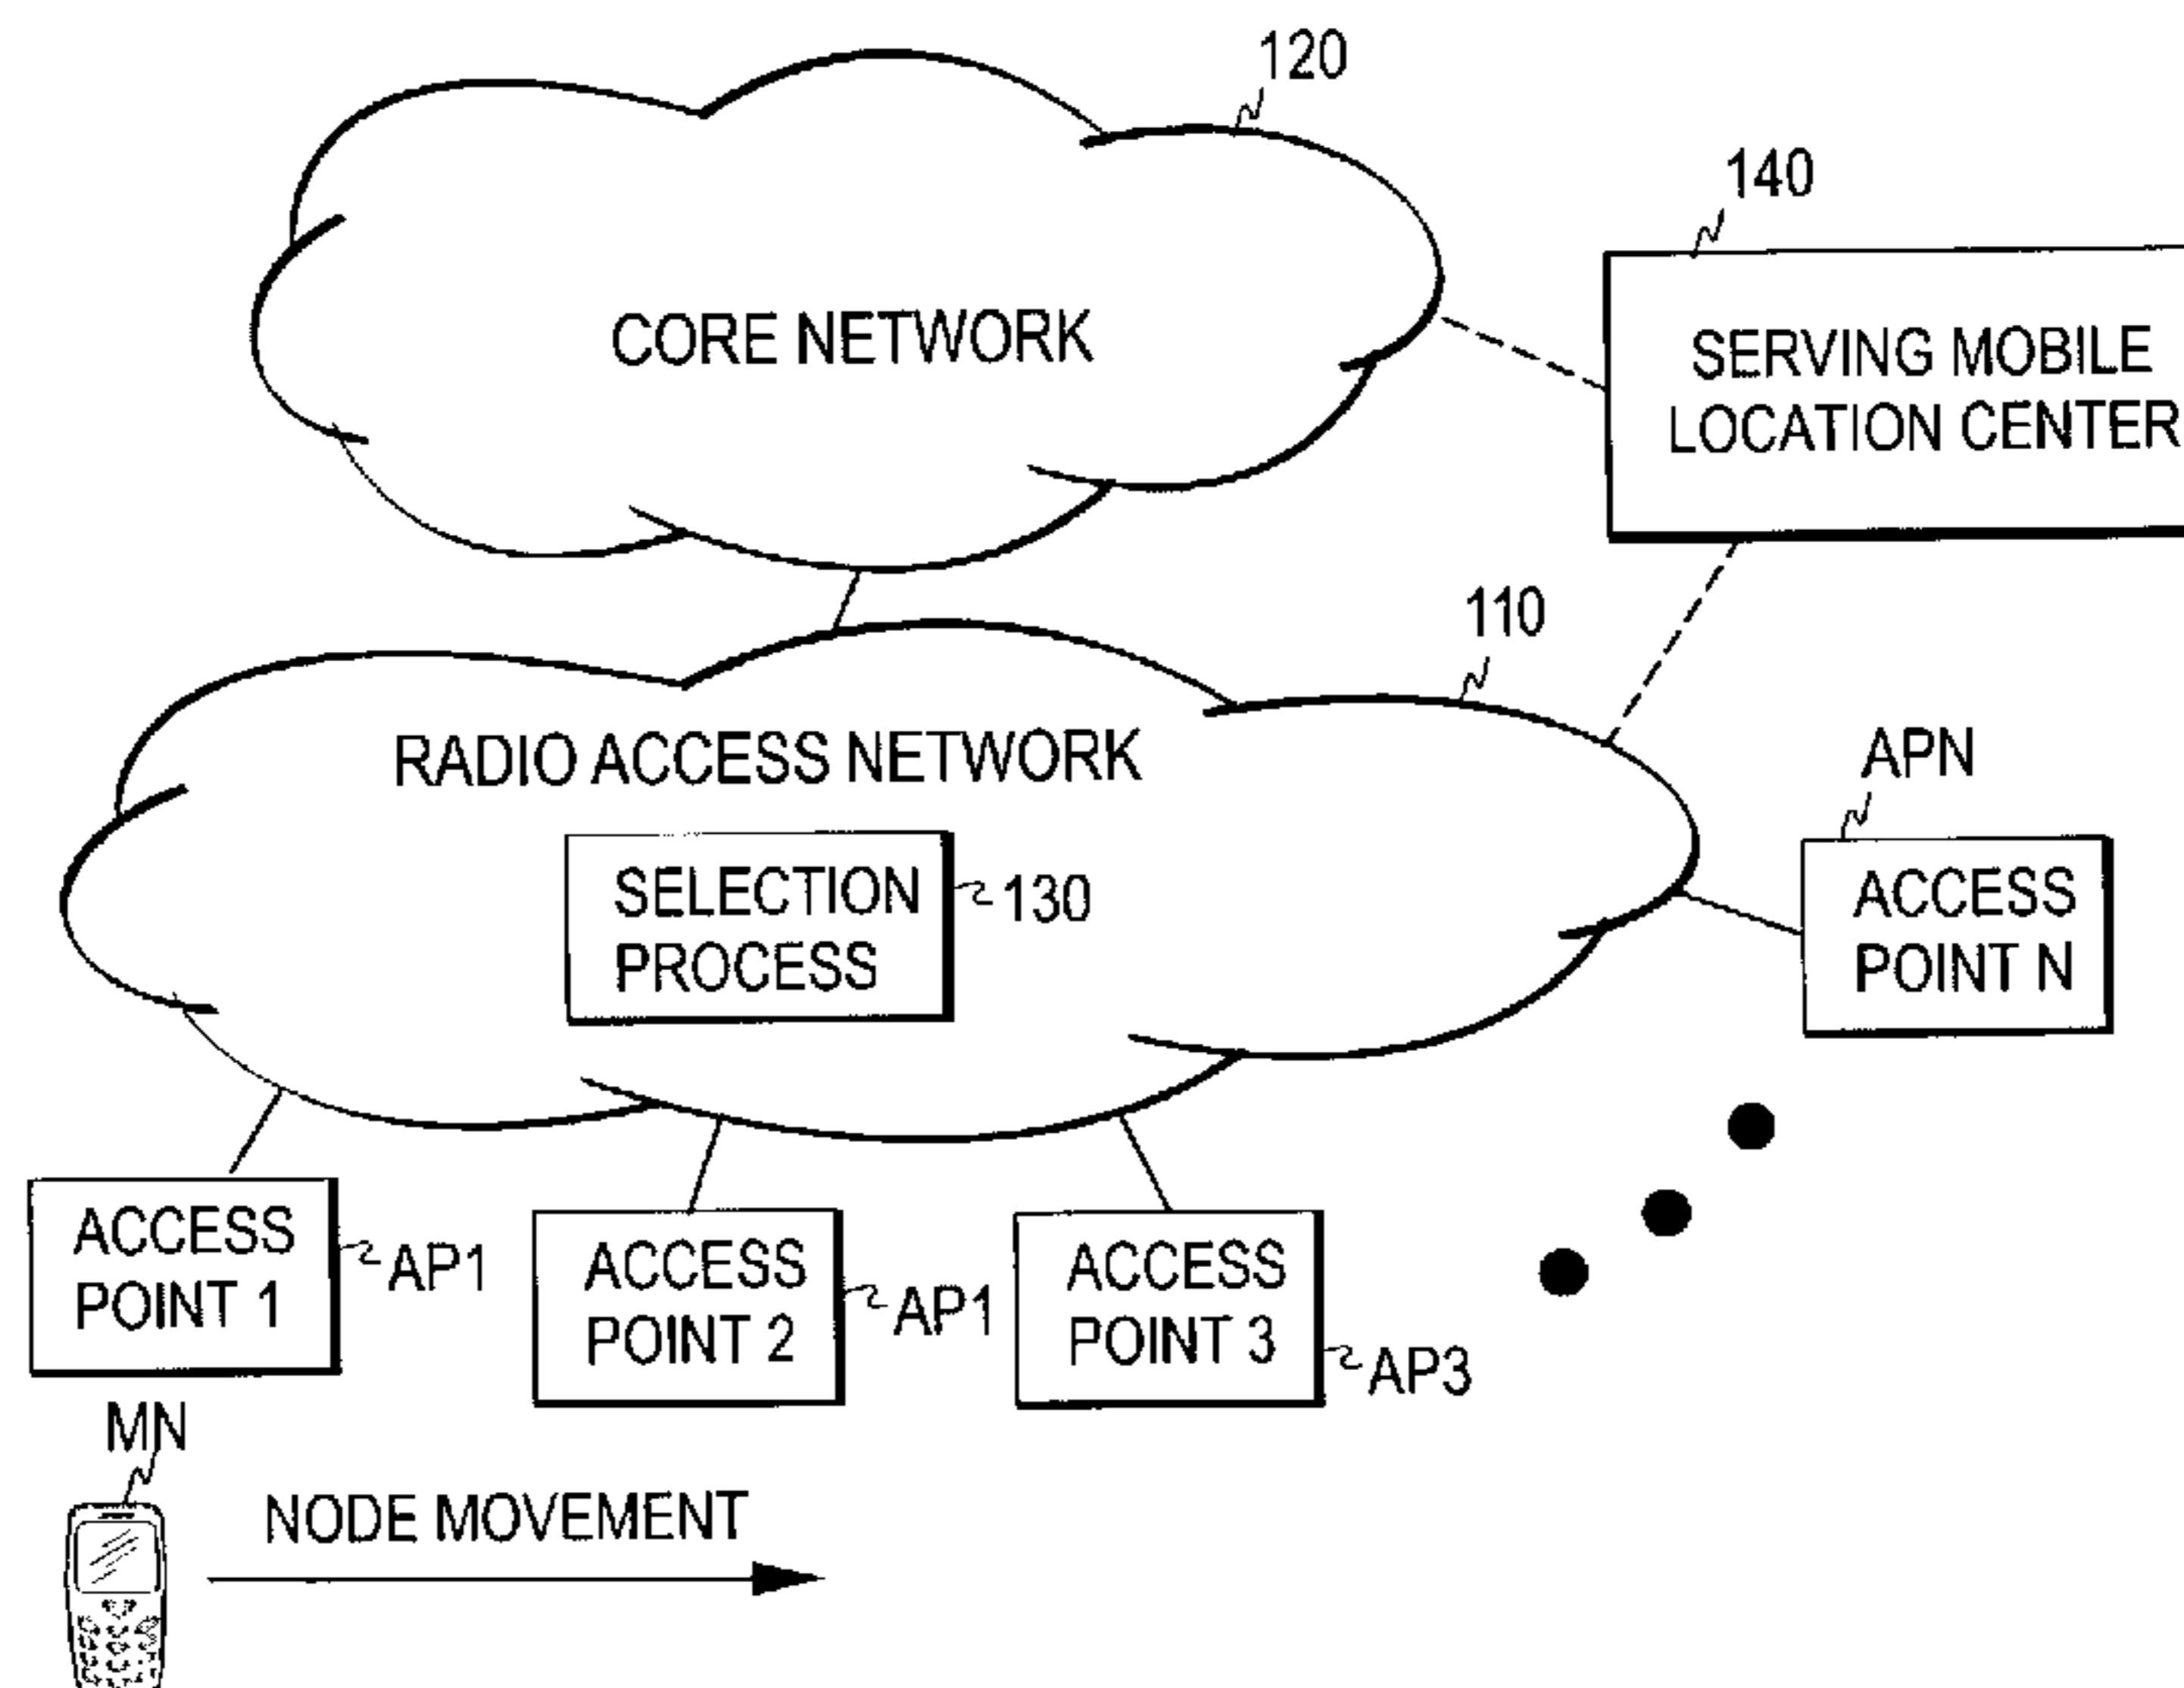 120
140
CORE NETWORK
SERVING MOBILE
LOCATION CENTER
110
RADIO ACCESS NETWORK
APN
SELECTION
PROCESS
130
ACCESS
POINT N
ACCESS
POINT 1
AP1
ACCESS
POINT 2
AP1
ACCESS
POINT 3
AP3
MN
NODE MOVEMENT